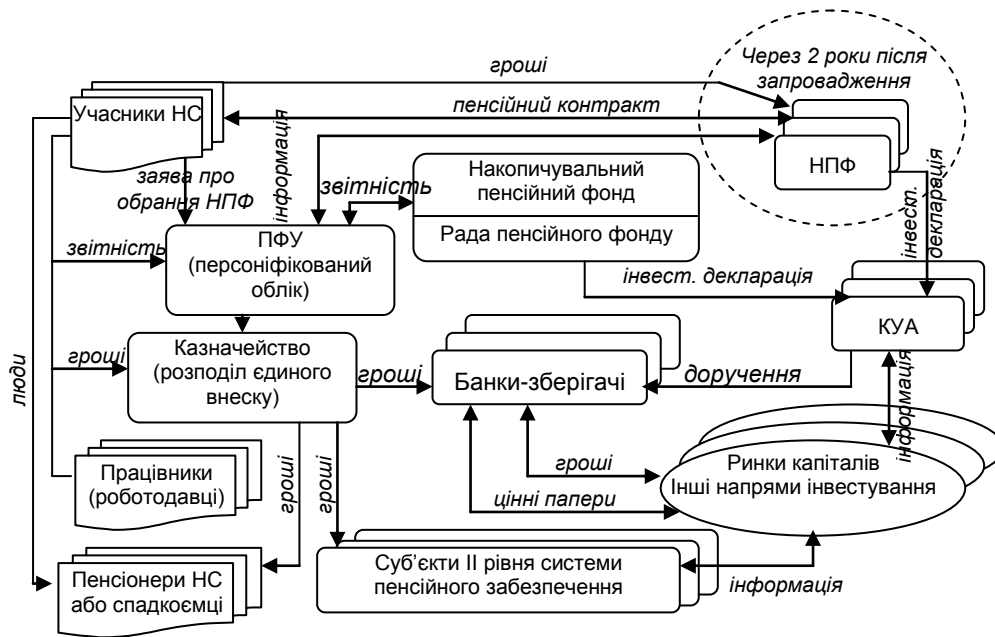 гроші
Через 2 роки після
запровадження
Учасники НС
пенсійний контракт
НПФ
інформація
заява про
обрання НПФ
звітність
Накопичувальний
пенсійний фонд
Рада пенсійного фонду
інвест.
декларація
звітність
ПФУ
(персоніфікований
облік)
інвест. декларація
КУА
люди
гроші
Казначейство
(розподіл єдиного
внеску)
гроші
Банки-зберігачі
доручення
інформація
Працівники
(роботодавці)
гроші
гроші
гроші
цінні папери
Ринки капіталів
Інші напрями інвестування
Пенсіонери НС
або спадкоємці
Суб’єкти ІІ рівня системи
пенсійного забезпечення
інформація